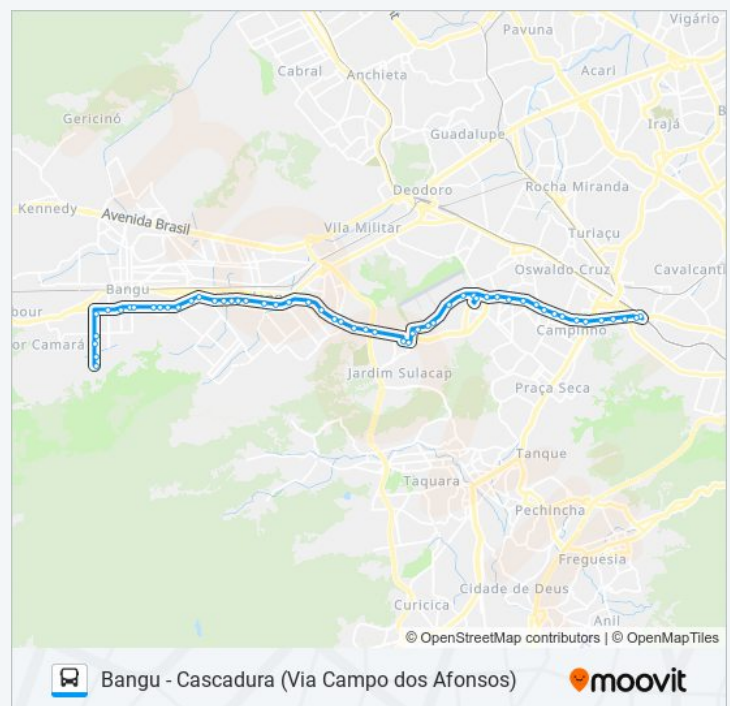 Vigário
Pavuna
Cabral
Anchieta
Acari
Gericinó
Irajá
Guadalupe
Deodoro
Rocha Miranda
Kennedy
Avenida Brasil
Vila Militar
Turiaçu
Oswaldo Cruz
Cavalcanti
Bangu
bour
Campinho
or Camará
Jardim Sulacap
Praça Seca
Tanque
Taquara
Pechincha
Freguesia
Cidade de Deus
Curicica
Anil
© OpenStreetMap contributors | © OpenMapTiles
Bangu - Cascadura (Via Campo dos Afonsos)
moovit